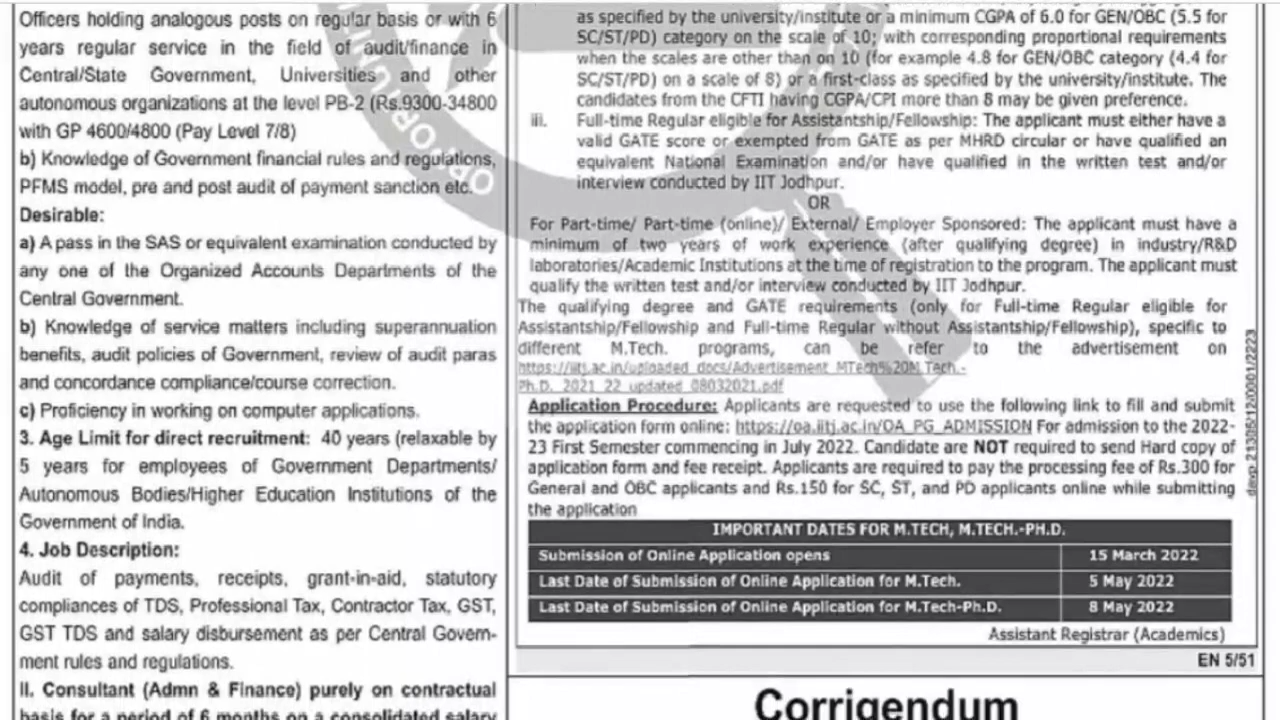 Officers holding analogous posts on regular basis or with 6
years regular service in the field of audit/finance in
Central/State Government, Universities and other
autonomous organizations at the level PB-2 (Rs.9300-34800
with GP 4600/4800 (Pay Level 7/8)
b) Knowledge of Government financial rules and regulations,
PFMS model, pre and post audit of payment sanction etc.
Desirable:
a) A pass in the SAS or equivalent examination conducted by
any one of the Organized Accounts Departments of the
Central Government.
b) Knowledge of service matters including superannuation
benefits, audit policies of Government, review of audit paras
and concordance compliance/course correction.
c) Proficiency in working on computer applications.
3. Age Limit for direct recruitment: 40 years (relaxable by
5 years for employees of Government Departments/
Autonomous Bodies/Higher Education Institutions of the
Government of India.
4. Job Description:
Audit of payments, receipts, grant-in-aid, statutory
compliances of TDS, Professional Tax, Contractor Tax, GST,
GST TDS and salary disbursement as per Central Govern-
ment rules and regulations.
II. Consultant (Admn & Finance) purely on contractual
basis for a period of 6 months on a consolidated salary
as specified by the university/institute or a minimum CGPA of 6.0 for GEN/OBC (5.5 for
SC/ST/PD) category on the scale of 10; with corresponding proportional requirements
when the scales are other than on 10 (for example 4.8 for GEN/OBC category (4.4 for
SC/ST/PD) on a scale of 8) or a first-class as specified by the university/institute. The
candidates from the CFTI having CGPA/CPI more than 8 may be given preference.
iii. Full-time Regular eligible for Assistantship/Fellowship: The applicant must either have a
valid GATE score or exempted from GATE as per MHRD circular or have qualified an
equivalent National Examination and/or have qualified in the written test and/or
interview conducted by IIT Jodhpur.
OR
For Part-time/ Part-time (online)/ External/ Employer Sponsored: The applicant must have a
minimum of two years of work experience (after qualifying degree) in industry/R&D
laboratories/Academic Institutions at the time of registration to the program. The applicant must
qualify the written test and/or interview conducted by IIT Jodhpur.
The qualifying degree and GATE requirements (only for Full-time Regular eligible for
Assistantship/Fellowship and Full-time Regular without Assistantship/Fellowship), specific to
different M.Tech. programs, can be refer to the advertisement on
https://iitj.ac.in/uploaded_docs/Advertisement_MTech%20M.Tech.-
Ph.D._2021_22_updated_08032021.pdf
Application Procedure: Applicants are requested to use the following link to fill and submit
the application form online: https://oa.iitj.ac.in/OA_PG_ADMISSION For admission to the 2022-
23 First Semester commencing in July 2022. Candidate are NOT required to send Hard copy of
application form and fee receipt. Applicants are required to pay the processing fee of Rs.300 for
General and OBC applicants and Rs.150 for SC, ST, and PD applicants online while submitting
the application
IMPORTANT DATES FOR M.TECH, M.TECH.-PH.D.
Submission of Online Application opens 15 March 2022
Last Date of Submission of Online Application for M.Tech. 5 May 2022
Last Date of Submission of Online Application for M.Tech-Ph.D. 8 May 2022
Assistant Registrar (Academics)
EN 5/51
Corrigendum